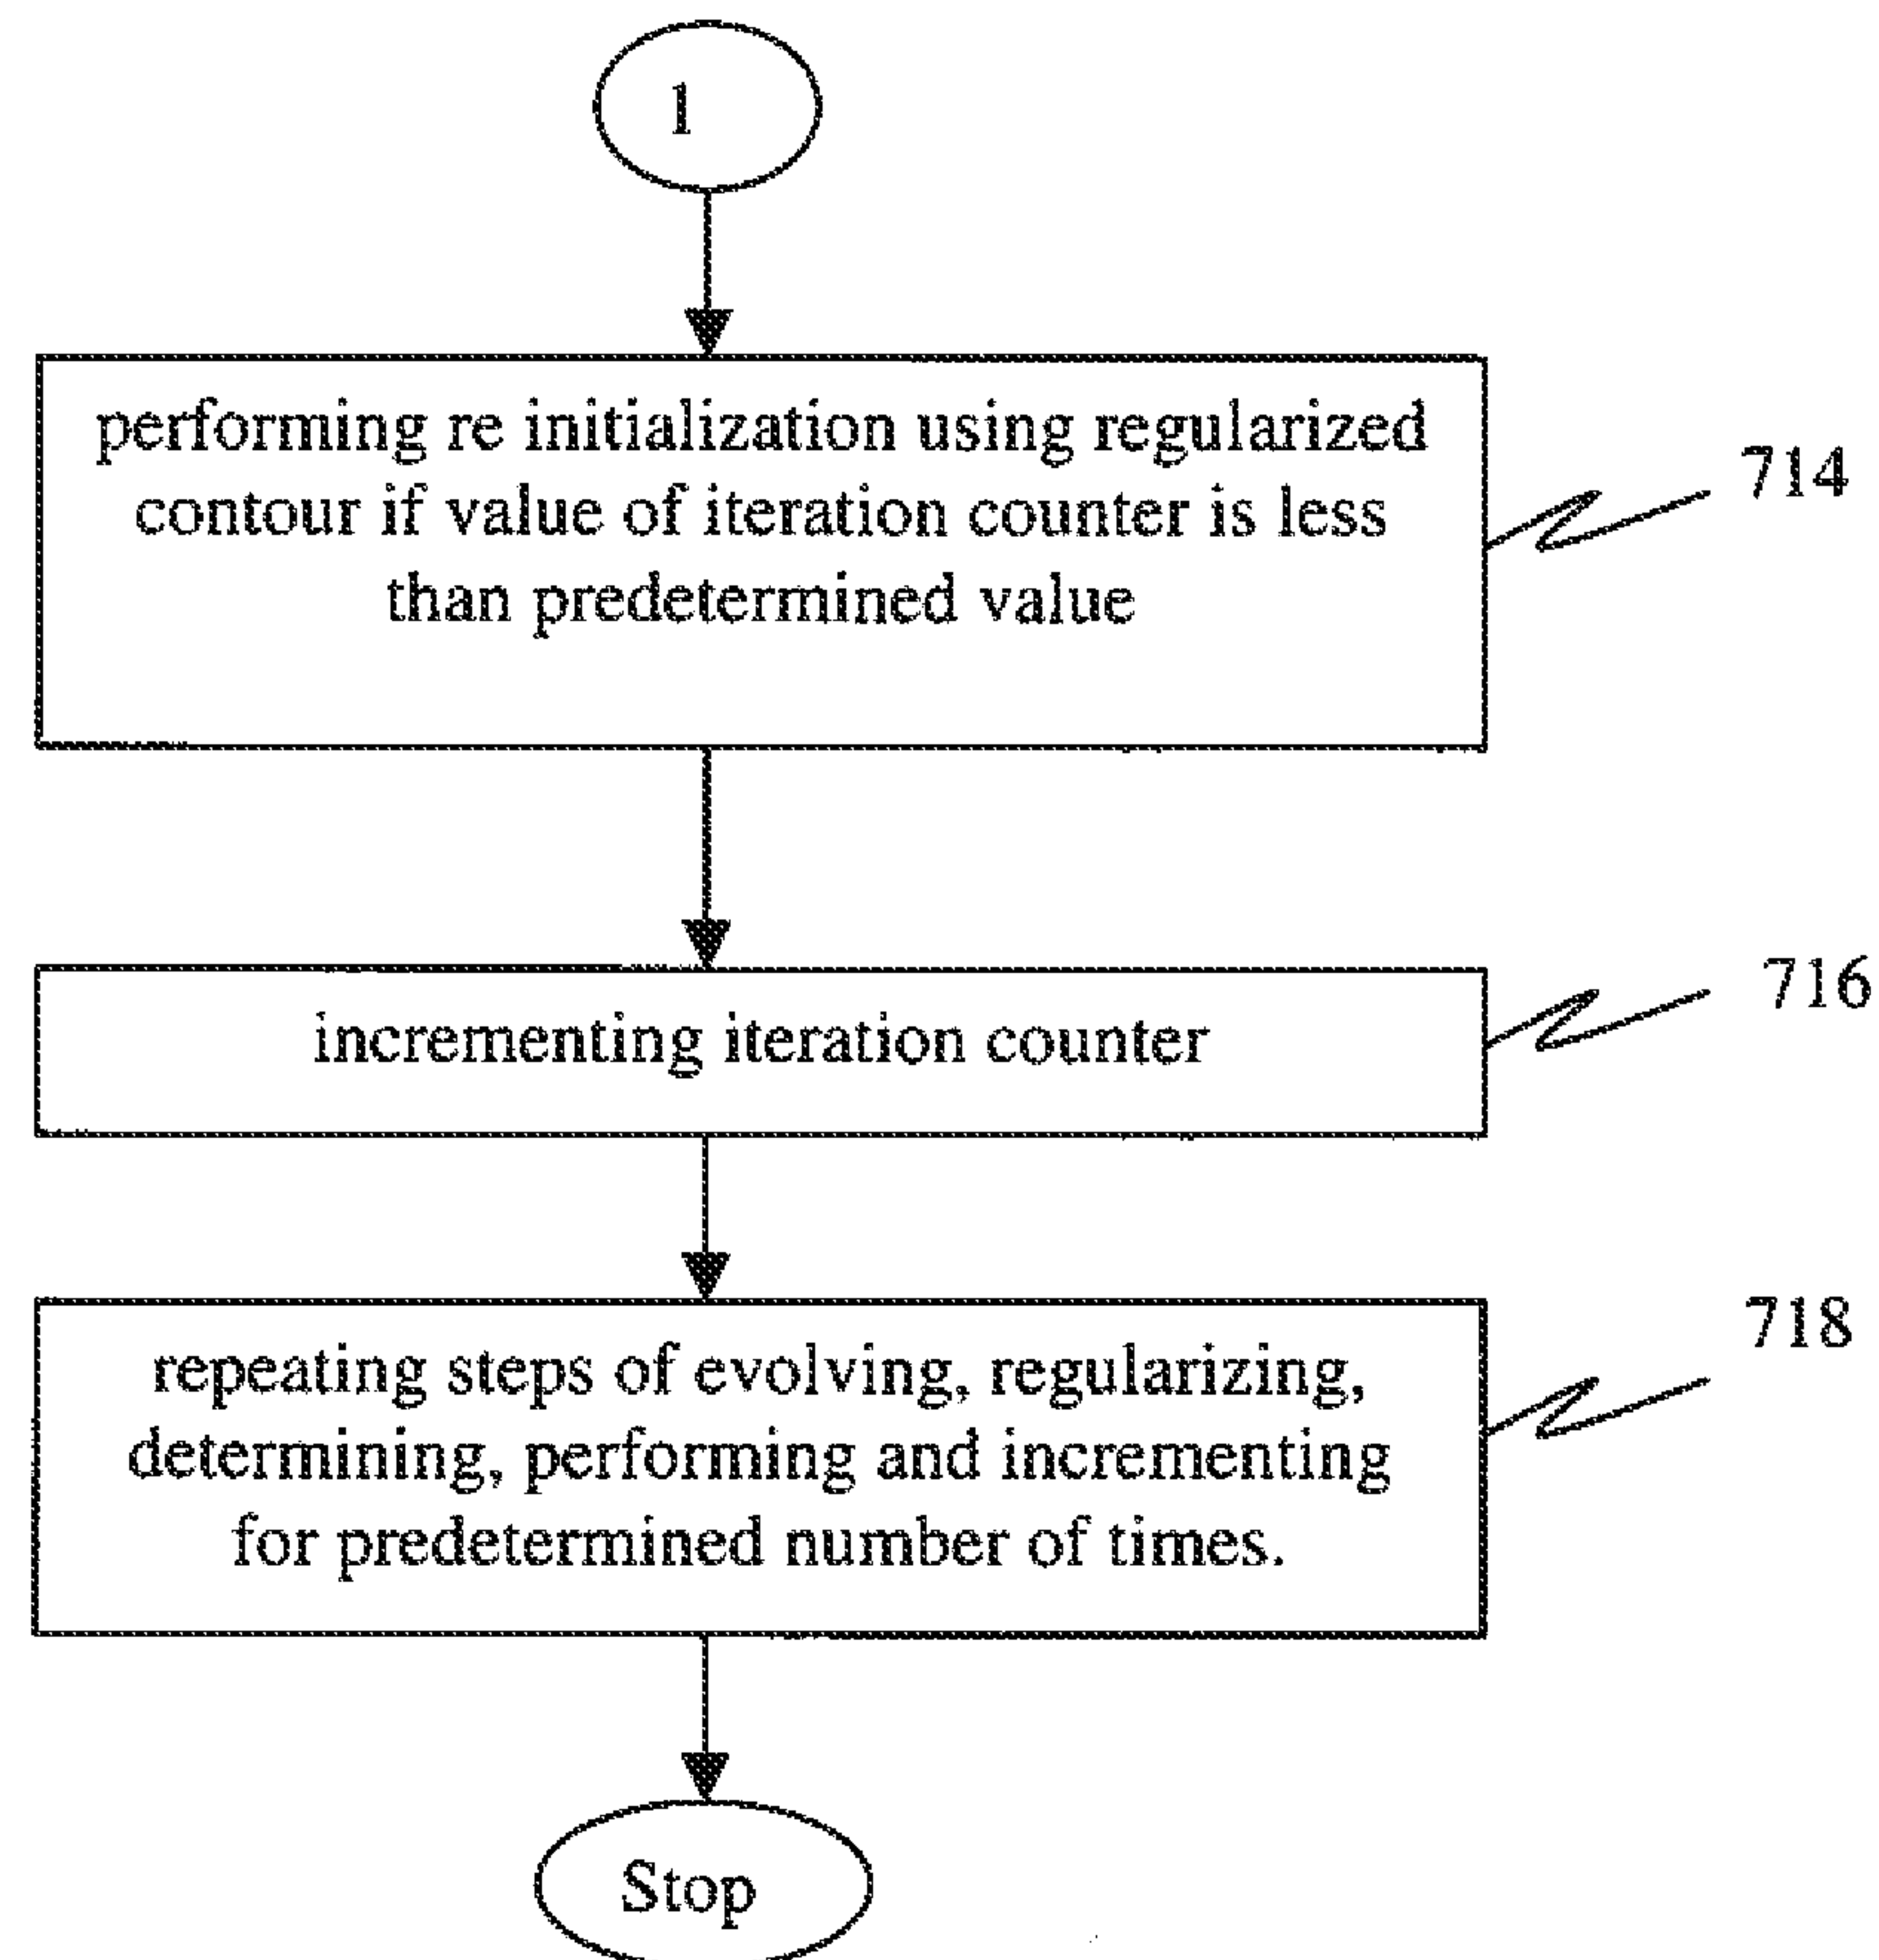 1
performing re initialization using regularized
contour if value of iteration counter is less
than predetermined value
714
incrementing iteration counter
716
repeating steps of evolving, regularizing,
determining, performing and incrementing
for predetermined number of times.
718
Stop